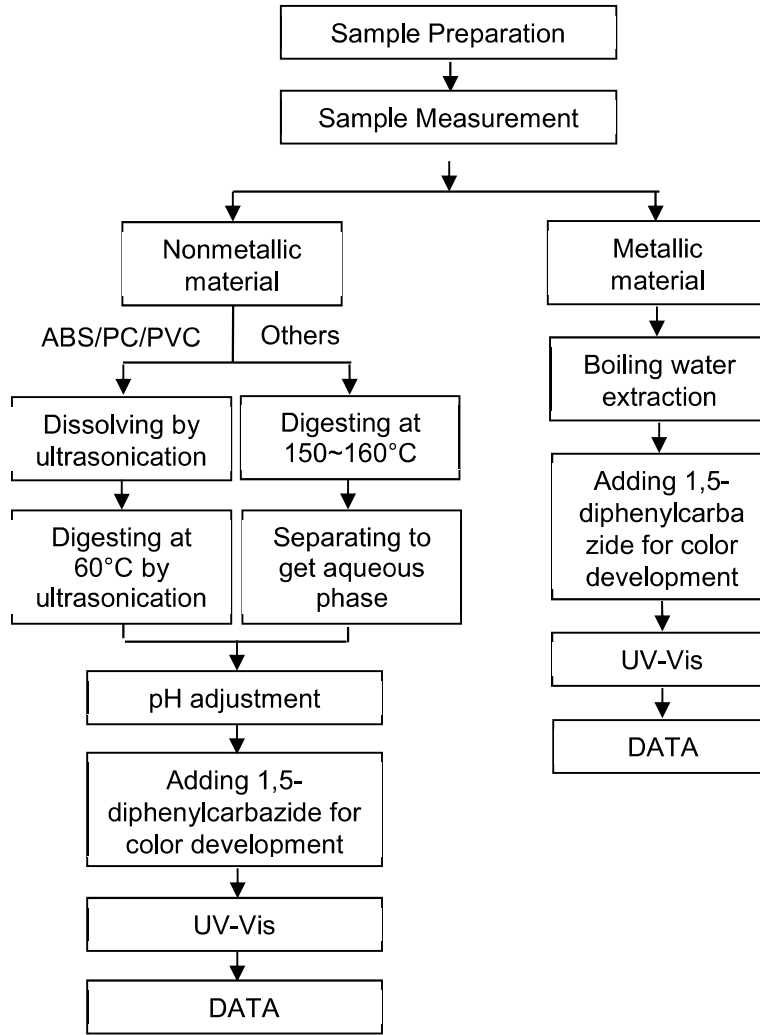 Sample Preparation
Sample Measurement
Nonmetallic
material
Metallic
material
ABS/PC/PVC
Others
Boiling water
extraction
Dissolving by
ultrasonication
Digesting at
150~160°C
Adding 1,5-
diphenylcarba
zide for color
development
Digesting at
60°C by
ultrasonication
Separating to
get aqueous
phase
UV-Vis
pH adjustment
DATA
Adding 1,5-
diphenylcarbazide for
color development
UV-Vis
DATA